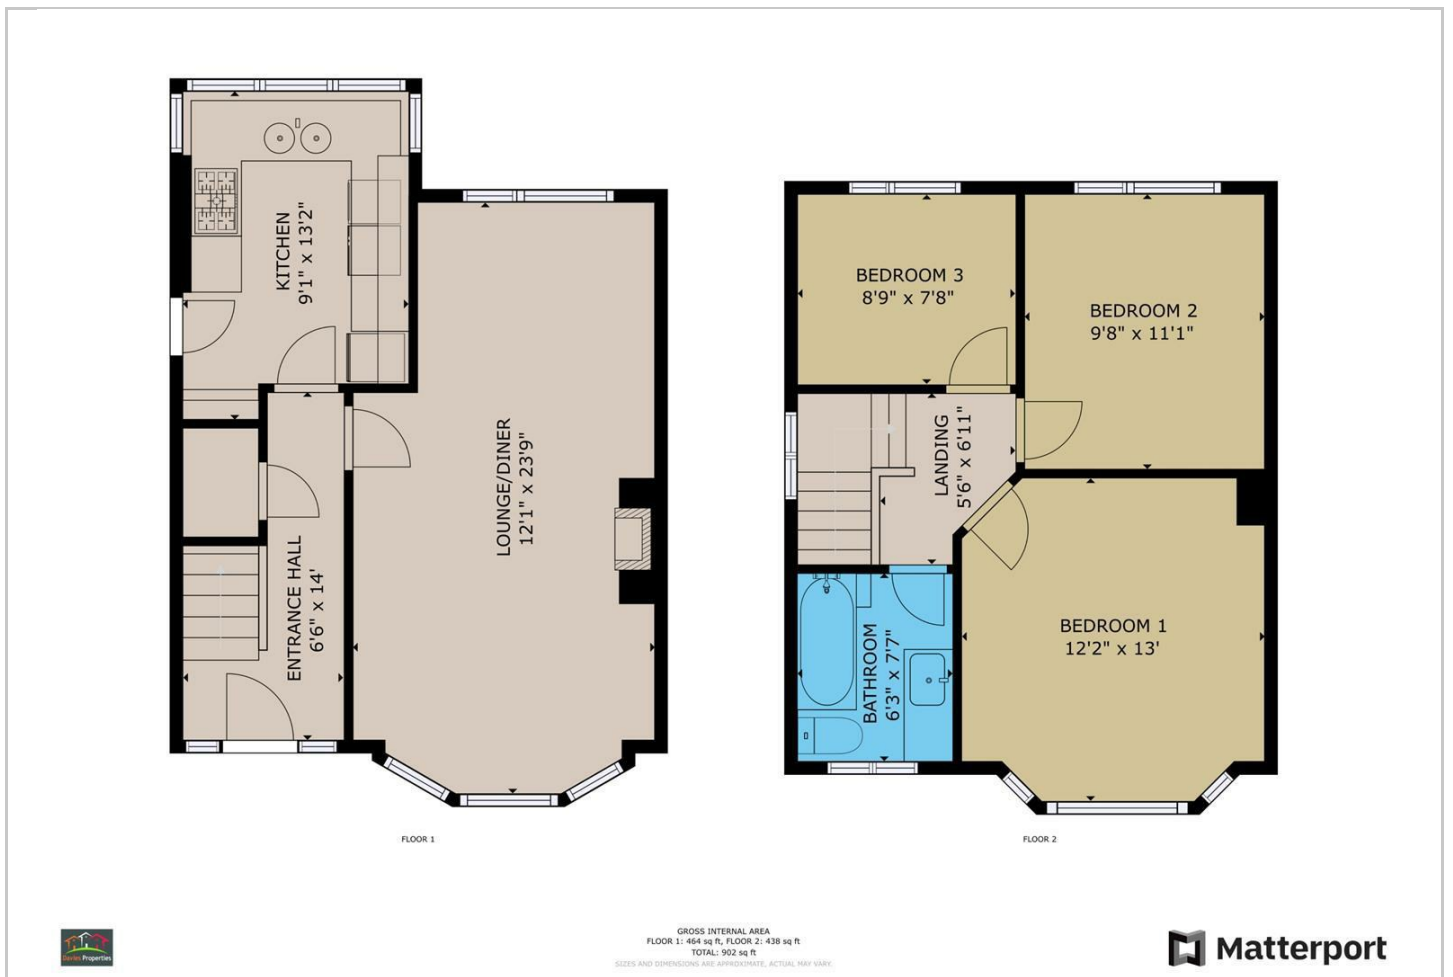 KITCHEN
9'1" x 13'2"
LOUNGE/DINER
12'1" x 23'9"
ENTRANCE HALL
6'6" x 14'
BEDROOM 3
8'9" x 7'8"
BEDROOM 2
9'8" x 11'1"
LANDING
5'6" x 6'11"
BEDROOM 1
12'2" x 13'
BATHROOM
6'3" x 7'7"
FLOOR 1
FLOOR 2
Davies Properties
GROSS INTERNAL AREA
FLOOR 1: 464 sq ft, FLOOR 2: 438 sq ft
TOTAL: 902 sq ft
SIZES AND DIMENSIONS ARE APPROXIMATE, ACTUAL MAY VARY.
Matterport